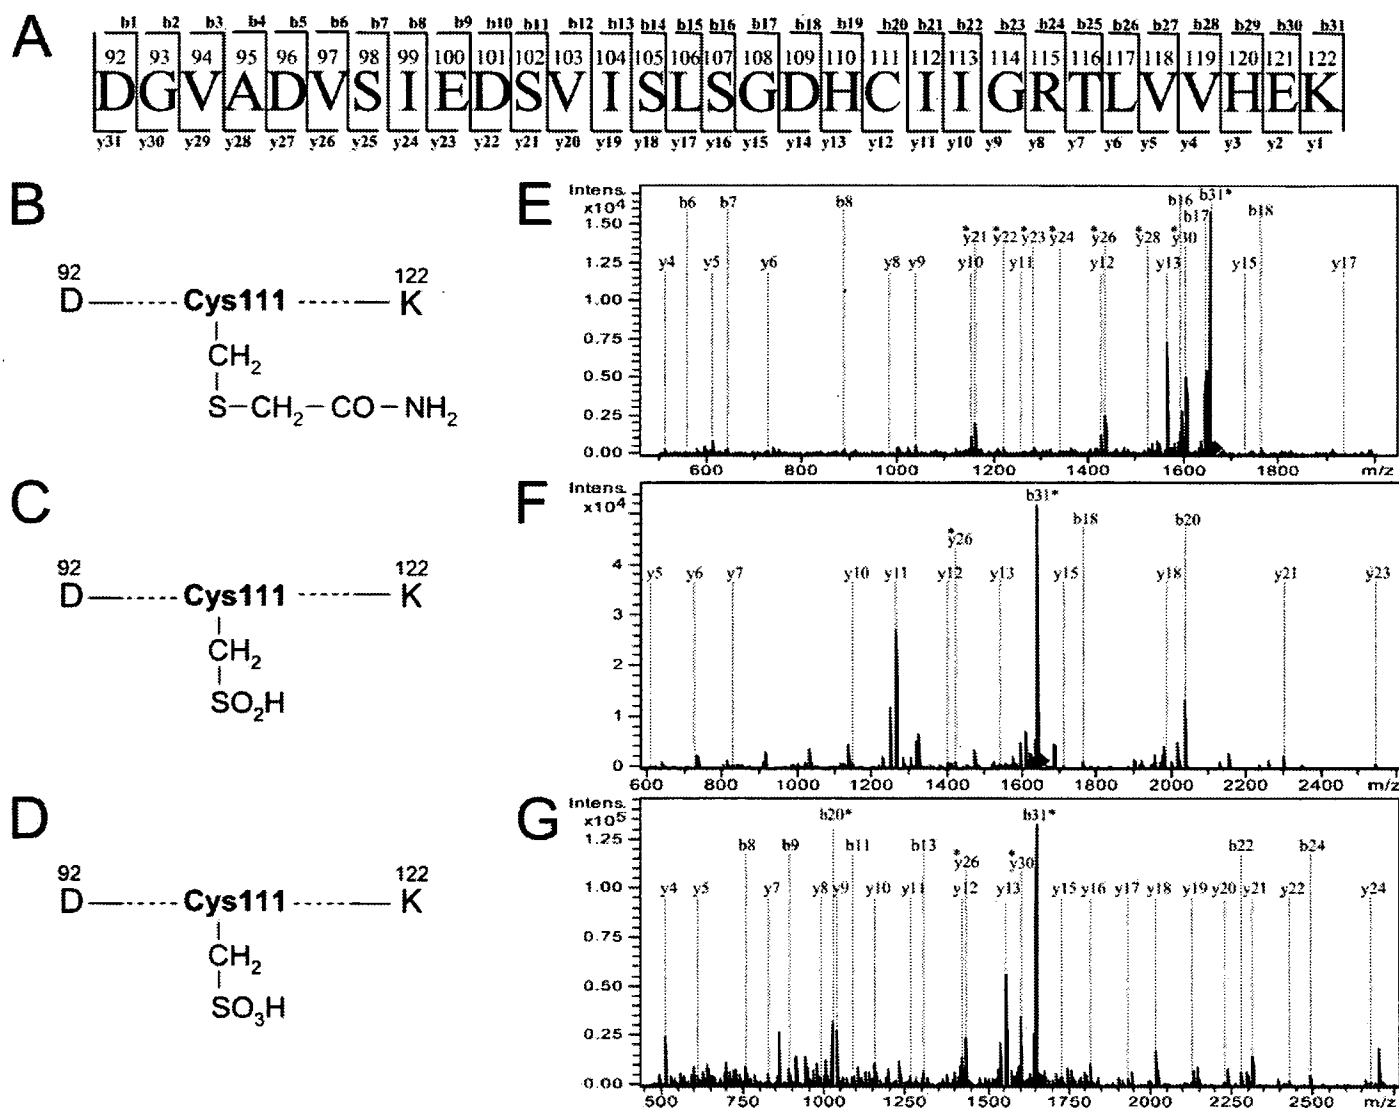 A
b1 b2 b3 b4 b5 b6 b7 b8 b9 b10 b11 b12 b13 b14 b15 b16 b17 b18 b19 b20 b21 b22 b23 b24 b25 b26 b27 b28 b29 b30 b31
92 93 94 95 96 97 98 99 100 101 102 103 104 105 106 107 108 109 110 111 112 113 114 115 116 117 118 119 120 121 122
D G V A D V S I E D S V I S L S G D H C I I G R T L V V H E K
y31 y30 y29 y28 y27 y26 y25 y24 y23 y22 y21 y20 y19 y18 y17 y16 y15 y14 y13 y12 y11 y10 y9 y8 y7 y6 y5 y4 y3 y2 y1
B
92 122
D Cys111 K
CH2
S–CH2–CO–NH2
C
92 122
D Cys111 K
CH2
SO2H
D
92 122
D Cys111 K
CH2
SO3H
E
Intens.
x10^4
b6 b7 b8 b16 b31*
b17 b18
*y21 *y22 *y23 *y24 *y26 *y28 *y30
y4 y5 y6 y8 y9 y10 y11 y12 y13 y15 y17
1.50
1.25
1.00
0.75
0.50
0.25
0.00
600 800 1000 1200 1400 1600 1800 m/z
F
Intens.
x10^4
b31*
b18 b20
*y26
y5 y6 y7 y10 y11 y12 y13 y15 y18 y21 y23
4
3
2
1
0
600 800 1000 1200 1400 1600 1800 2000 2200 2400 m/z
G
Intens.
x10^5
b20* b31*
b8 b9 b11 b13 b22 b24
*y26 *y30
y4 y5 y7 y8 y9 y10 y11 y12 y13 y15 y16 y17 y18 y19 y20 y21 y22 y24
1.25
1.00
0.75
0.50
0.25
0.00
500 750 1000 1250 1500 1750 2000 2250 2500 m/z